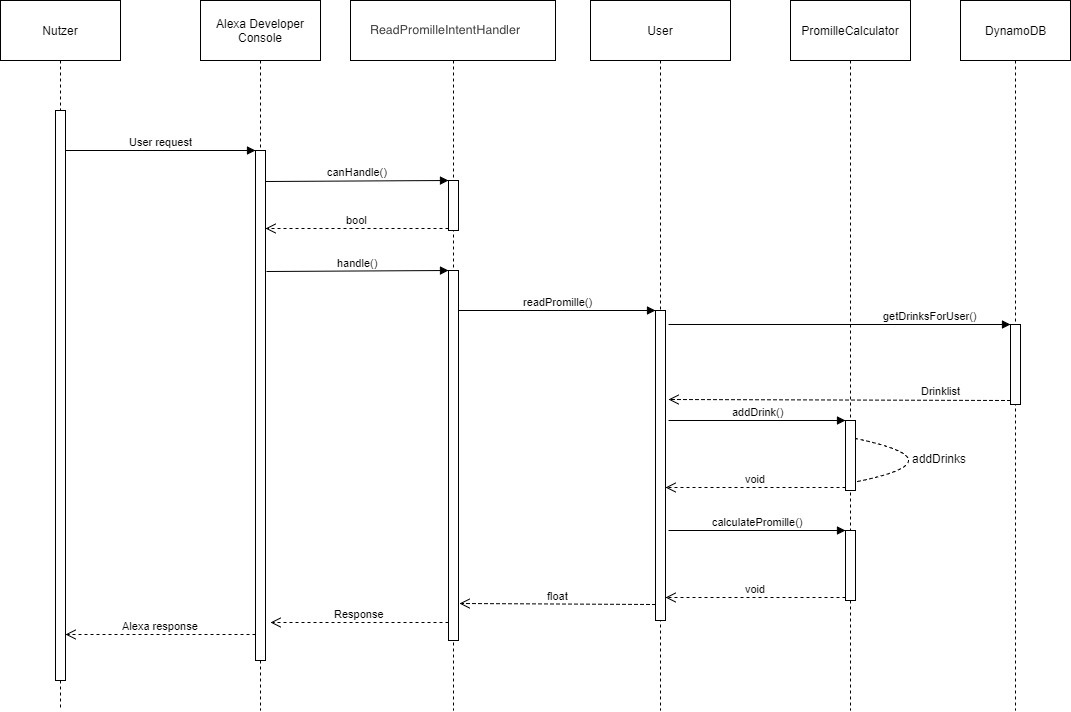 Nutzer
Alexa Developer
Console
ReadPromilleIntentHandler
User
PromilleCalculator
DynamoDB
User request
canHandle()
bool
handle()
readPromille()
getDrinksForUser()
Drinklist
addDrink()
addDrinks
void
calculatePromille()
void
float
Response
Alexa response